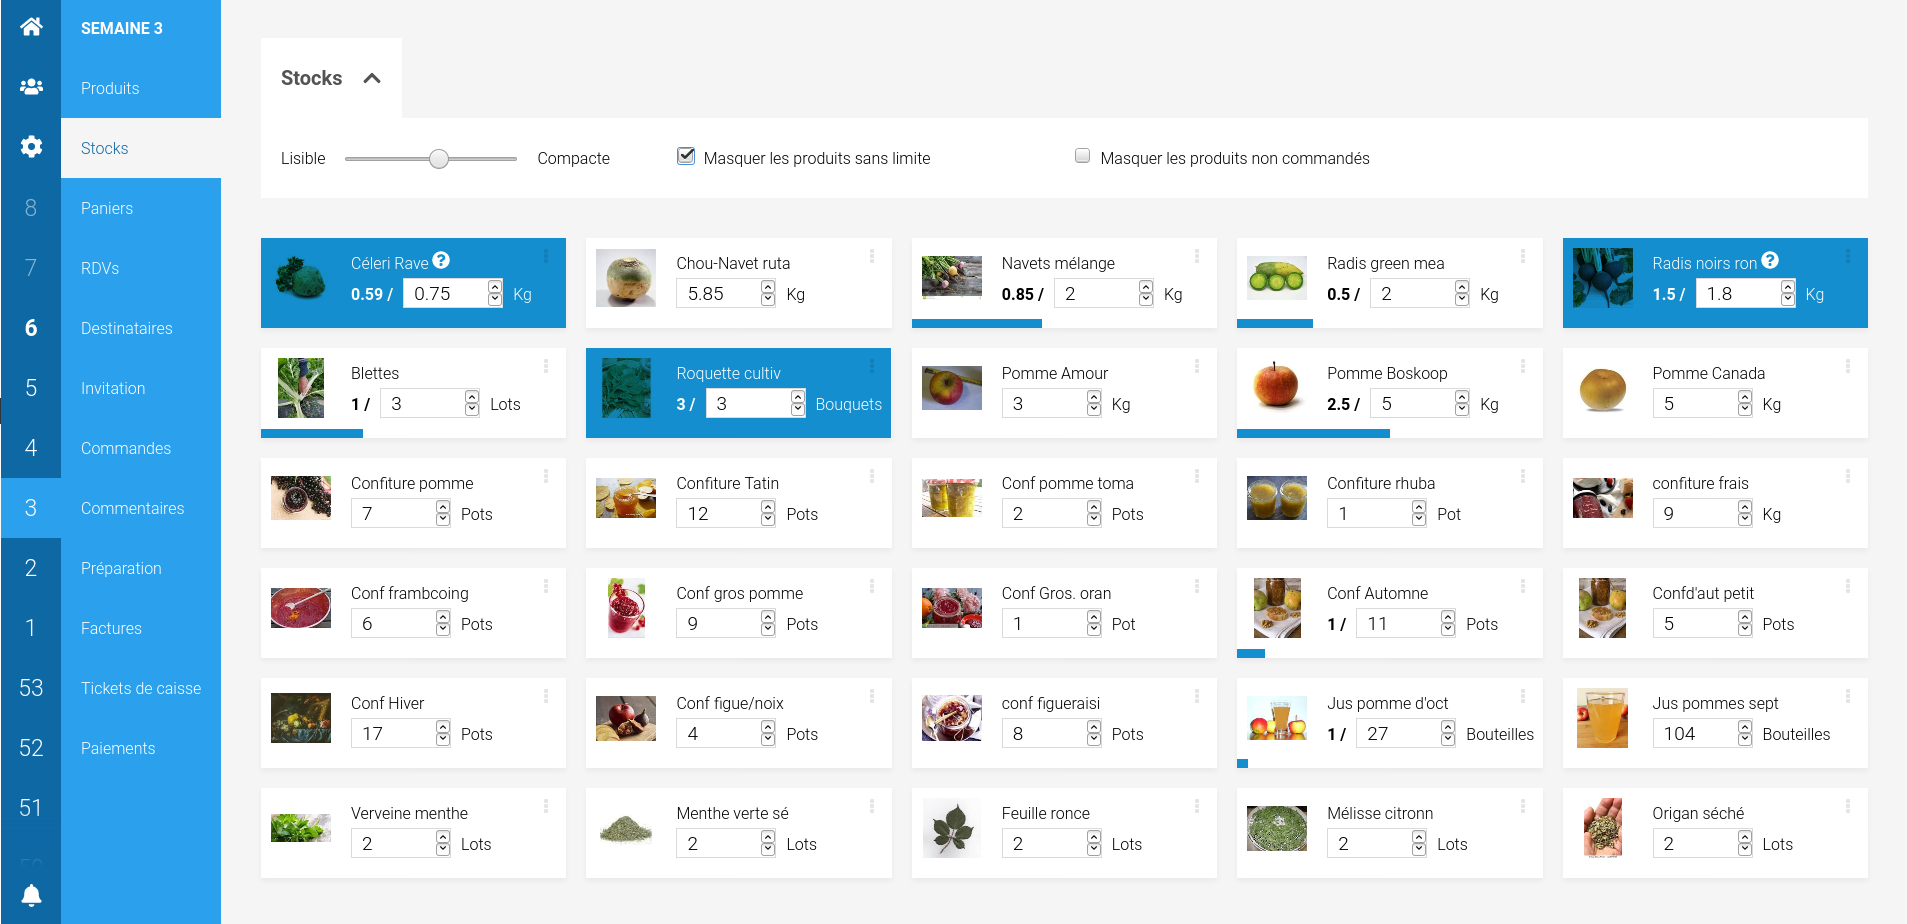 SEMAINE 3
Produits
Stocks
8 Paniers
7 RDVs
6 Destinataires
5 Invitation
4 Commandes
3 Commentaires
2 Préparation
1 Factures
53 Tickets de caisse
52 Paiements
51
Stocks
Lisible Compacte Masquer les produits sans limite Masquer les produits non commandés
Céleri Rave ?
0.59 / 0.75 Kg
Chou-Navet ruta
5.85 Kg
Navets mélange
0.85 / 2 Kg
Radis green mea
0.5 / 2 Kg
Radis noirs ron ?
1.5 / 1.8 Kg
Blettes
1 / 3 Lots
Roquette cultiv
3 / 3 Bouquets
Pomme Amour
3 Kg
Pomme Boskoop
2.5 / 5 Kg
Pomme Canada
5 Kg
Confiture pomme
7 Pots
Confiture Tatin
12 Pots
Conf pomme toma
2 Pots
Confiture rhuba
1 Pot
confiture frais
9 Kg
Conf frambcoing
6 Pots
Conf gros pomme
9 Pots
Conf Gros. oran
1 Pot
Conf Automne
1 / 11 Pots
Confd'aut petit
5 Pots
Conf Hiver
17 Pots
Conf figue/noix
4 Pots
conf figueraisi
8 Pots
Jus pomme d'oct
1 / 27 Bouteilles
Jus pommes sept
104 Bouteilles
Verveine menthe
2 Lots
Menthe verte sé
2 Lots
Feuille ronce
2 Lots
Mélisse citronn
2 Lots
Origan séché
2 Lots